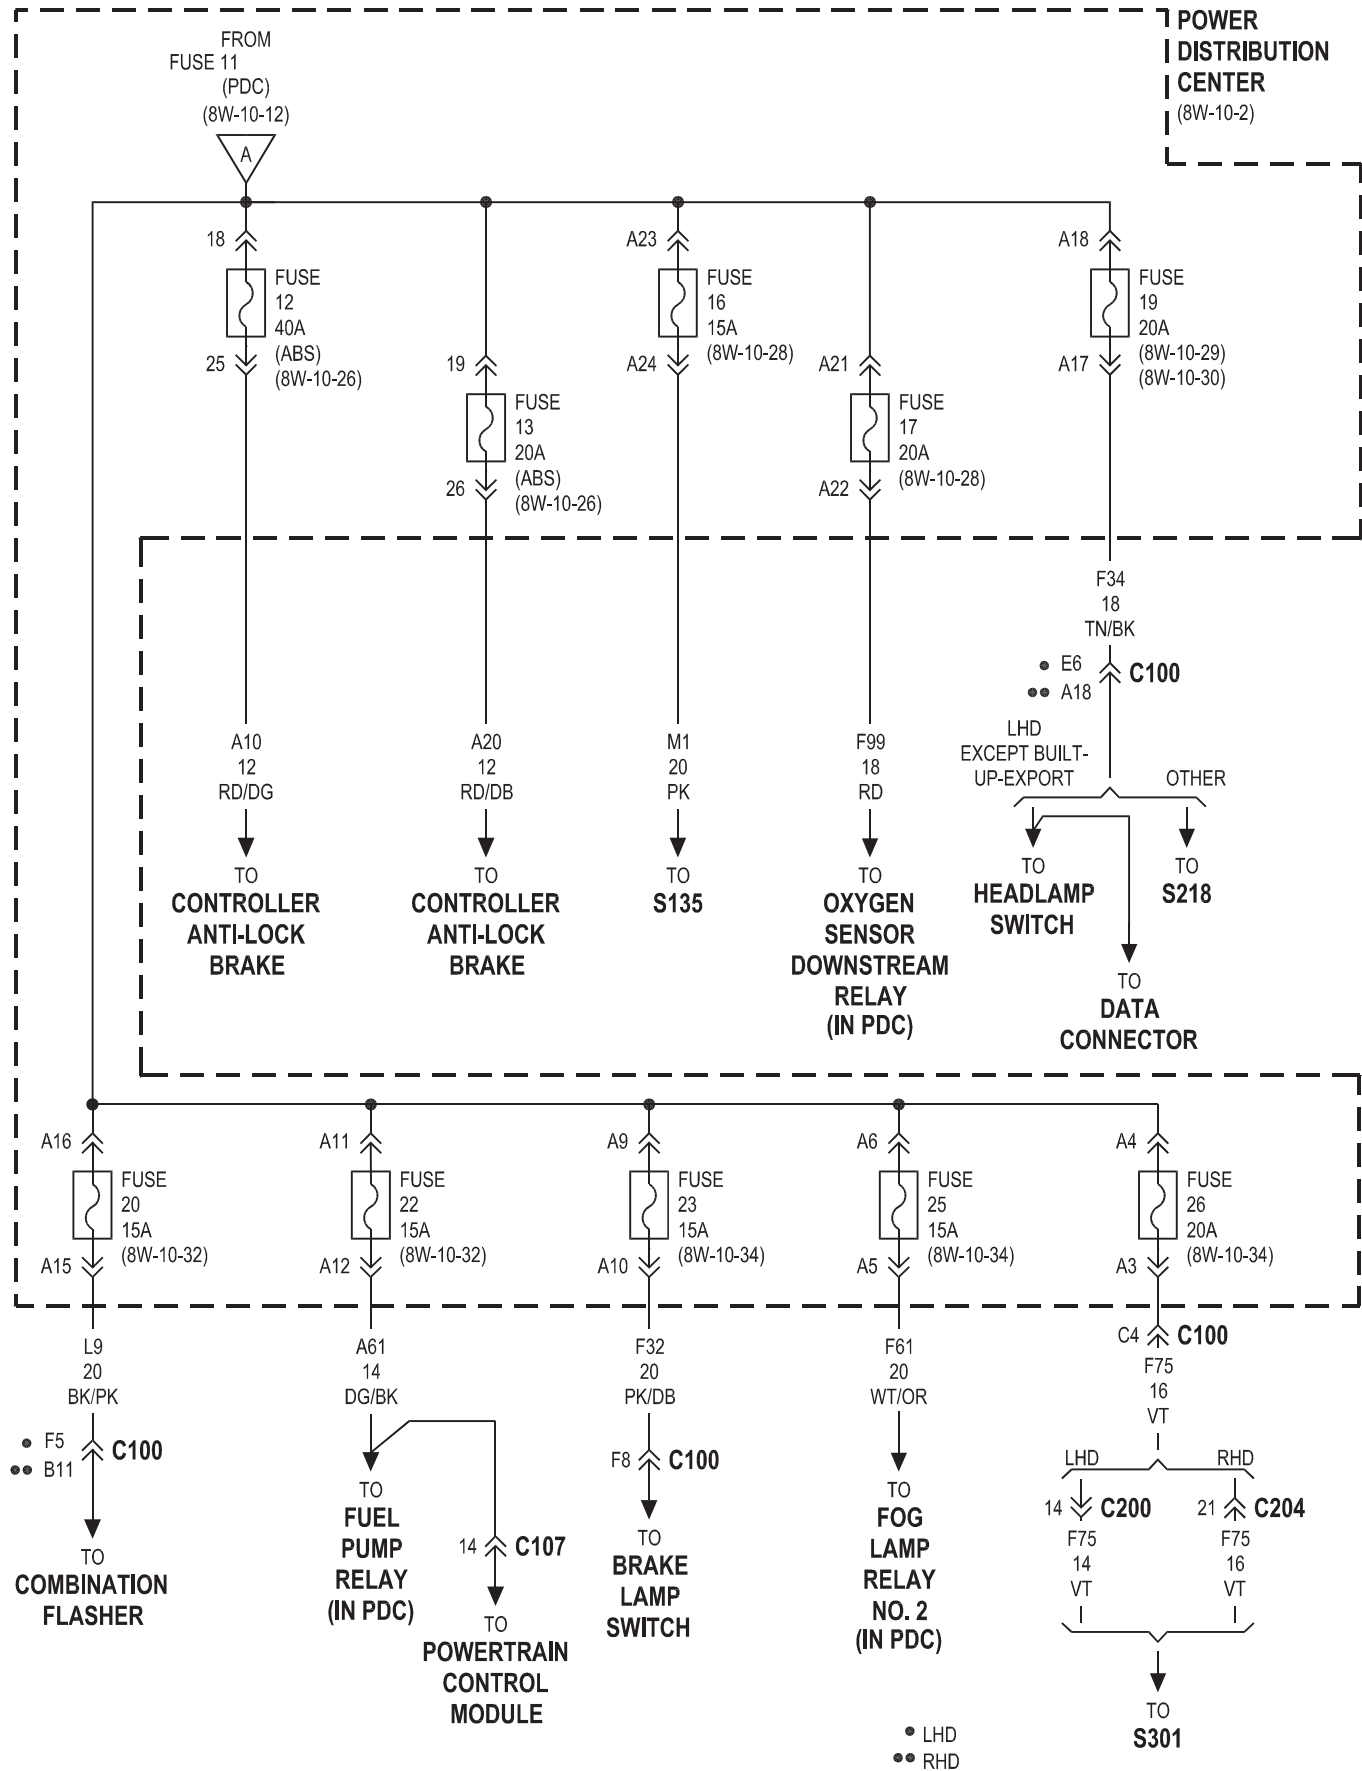 POWER
DISTRIBUTION
CENTER
(8W-10-2)
FROM
FUSE 11
(PDC)
(8W-10-12)
A
18
FUSE
12
40A
(ABS)
(8W-10-26)
25
19
FUSE
13
20A
(ABS)
(8W-10-26)
26
A23
FUSE
16
15A
(8W-10-28)
A24
A21
FUSE
17
20A
(8W-10-28)
A22
A18
FUSE
19
20A
(8W-10-29)
(8W-10-30)
A17
F34
18
TN/BK
E6
A18
C100
LHD
EXCEPT BUILT-
UP-EXPORT
OTHER
A10
12
RD/DG
TO
CONTROLLER
ANTI-LOCK
BRAKE
A20
12
RD/DB
TO
CONTROLLER
ANTI-LOCK
BRAKE
M1
20
PK
TO
S135
F99
18
RD
TO
OXYGEN
SENSOR
DOWNSTREAM
RELAY
(IN PDC)
TO
HEADLAMP
SWITCH
TO
DATA
CONNECTOR
TO
S218
A16
FUSE
20
15A
(8W-10-32)
A15
A11
FUSE
22
15A
(8W-10-32)
A12
A9
FUSE
23
15A
(8W-10-34)
A10
A6
FUSE
25
15A
(8W-10-34)
A5
A4
FUSE
26
20A
(8W-10-34)
A3
L9
20
BK/PK
F5
B11
C100
TO
COMBINATION
FLASHER
A61
14
DG/BK
TO
FUEL
PUMP
RELAY
(IN PDC)
14
C107
TO
POWERTRAIN
CONTROL
MODULE
F32
20
PK/DB
F8
C100
TO
BRAKE
LAMP
SWITCH
F61
20
WT/OR
TO
FOG
LAMP
RELAY
NO. 2
(IN PDC)
C4
C100
F75
16
VT
LHD
RHD
14
C200
F75
14
VT
21
C204
F75
16
VT
TO
S301
LHD
RHD